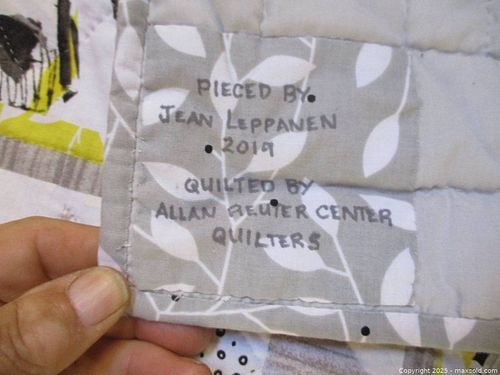 PIECED BY
JEAN LEPPANEN
2019
QUILTED BY
ALLAN REUTER CENTER
QUILTERS
Copyright © 2025 - maxsold.com